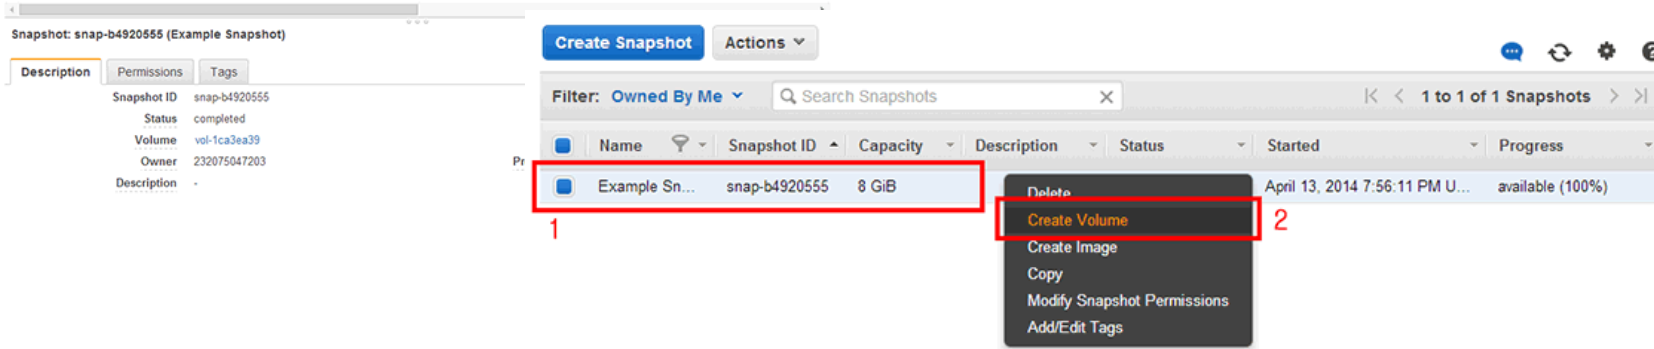 Snapshot: snap-b4920555 (Example Snapshot)
Description Permissions Tags
Snapshot ID snap-b4920555
Status completed
Volume vol-1ca3ea39
Owner 232075047203
Pr
Description -
Create Snapshot Actions
Filter: Owned By Me Search Snapshots 1 to 1 of 1 Snapshots
Name Snapshot ID Capacity Description Status Started Progress
Example Sn... snap-b4920555 8 GiB April 13, 2014 7:56:11 PM U... available (100%)
1
2
Delete
Create Volume
Create Image
Copy
Modify Snapshot Permissions
Add/Edit Tags